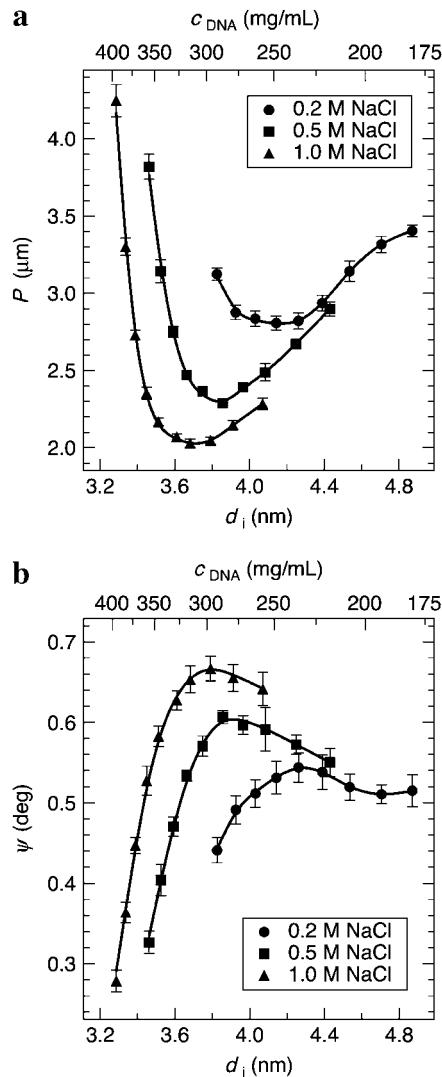 a
c DNA (mg/mL)
400 350 300 250 200 175
0.2 M NaCl
0.5 M NaCl
1.0 M NaCl
4.0
3.5
3.0
2.5
2.0
P (μm)
3.2 3.6 4.0 4.4 4.8
d i (nm)
b
c DNA (mg/mL)
400 350 300 250 200 175
0.7
0.6
0.5
0.4
0.3
ψ (deg)
0.2 M NaCl
0.5 M NaCl
1.0 M NaCl
3.2 3.6 4.0 4.4 4.8
d i (nm)